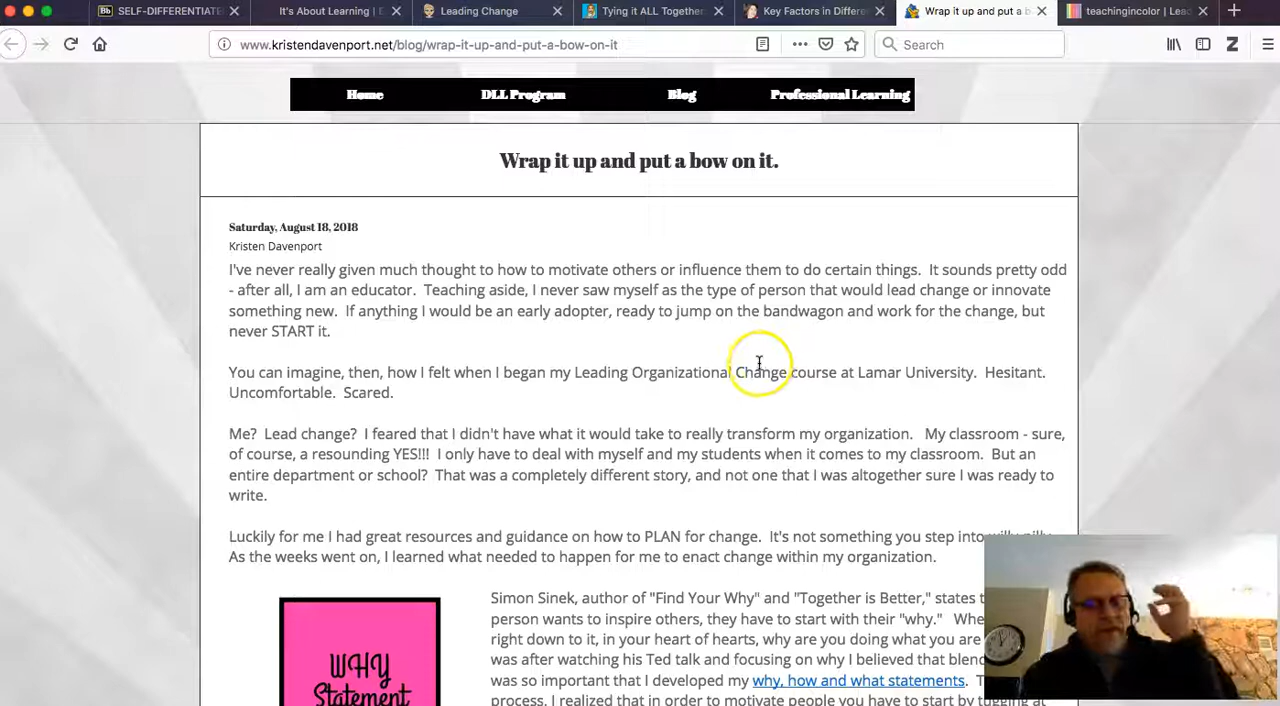 Bb SELF-DIFFERENTIATE
It's About Learning | E
Leading Change
Tying it ALL Together
Key Factors in Differe
Wrap it up and put a b
teachingincolor | Lea
www.kristendavenport.net/blog/wrap-it-up-and-put-a-bow-on-it
Search
Z
Home DLL Program Blog Professional Learning
Wrap it up and put a bow on it.
Saturday, August 18, 2018
Kristen Davenport
I've never really given much thought to how to motivate others or influence them to do certain things. It sounds pretty odd
- after all, I am an educator. Teaching aside, I never saw myself as the type of person that would lead change or innovate
something new. If anything I would be an early adopter, ready to jump on the bandwagon and work for the change, but
never START it.
You can imagine, then, how I felt when I began my Leading Organizational Change course at Lamar University. Hesitant.
Uncomfortable. Scared.
Me? Lead change? I feared that I didn't have what it would take to really transform my organization. My classroom - sure,
of course, a resounding YES!!! I only have to deal with myself and my students when it comes to my classroom. But an
entire department or school? That was a completely different story, and not one that I was altogether sure I was ready to
write.
Luckily for me I had great resources and guidance on how to PLAN for change. It's not something you step into willy nilly.
As the weeks went on, I learned what needed to happen for me to enact change within my organization.
WHY
Statement
Simon Sinek, author of "Find Your Why" and "Together is Better," states t
person wants to inspire others, they have to start with their "why." Whe
right down to it, in your heart of hearts, why are you doing what you are
was after watching his Ted talk and focusing on why I believed that blend
was so important that I developed my why, how and what statements. T
process, I realized that in order to motivate people you have to start by tugging at